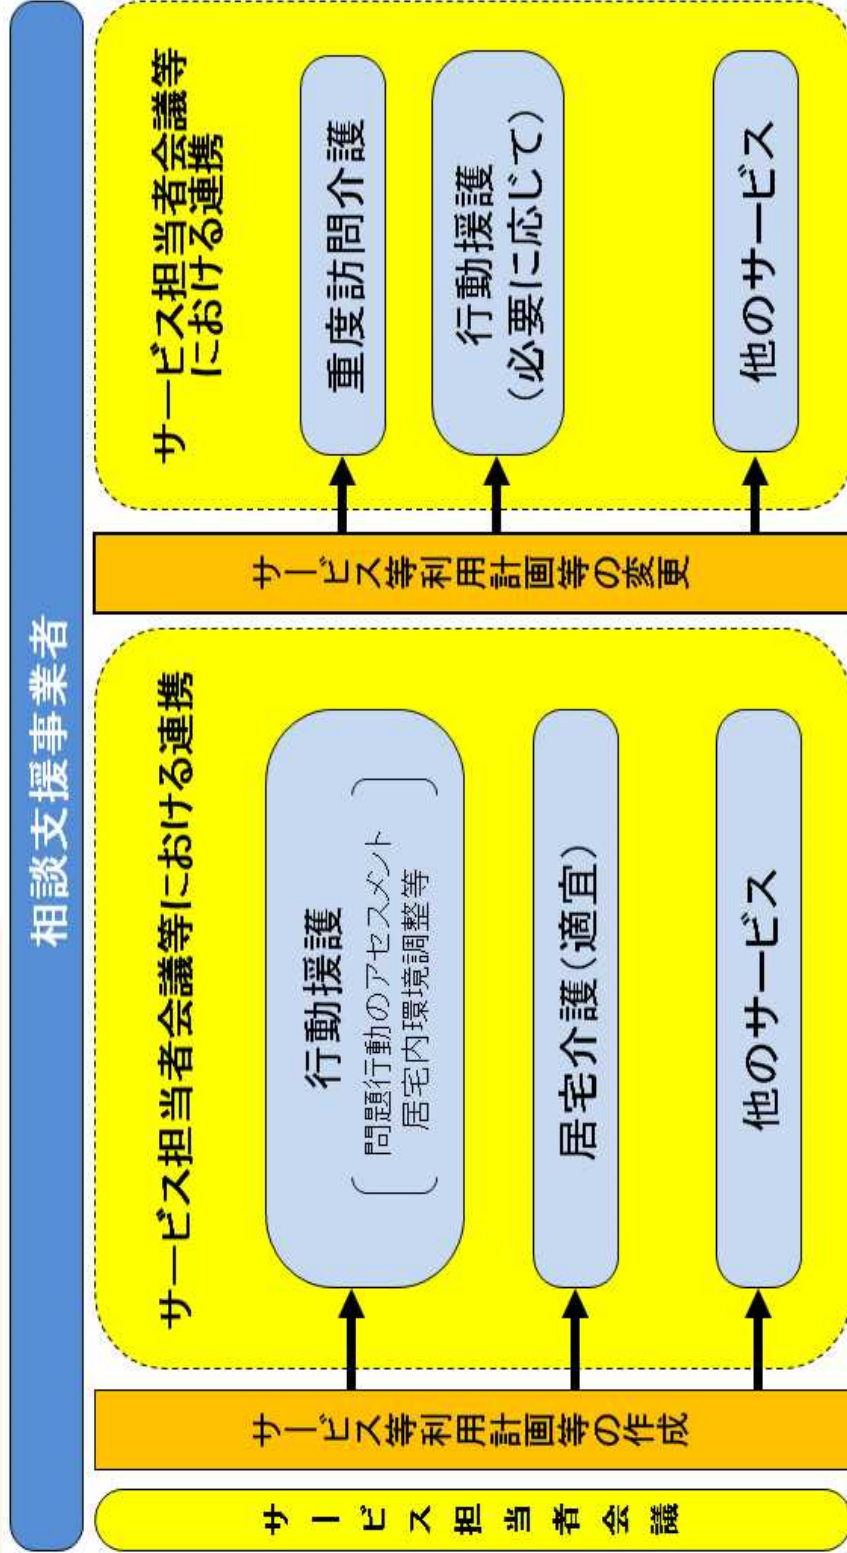 相談支援事業者
サービス担当者会議
サービス等利用計画等の作成
サービス担当者会議等における連携
行動援護
問題行動のアセスメント
居宅内環境調整等
居宅介護(適宜)
他のサービス
サービス等利用計画等の変更
サービス担当者会議等
における連携
重度訪問介護
行動援護
(必要に応じて)
他のサービス